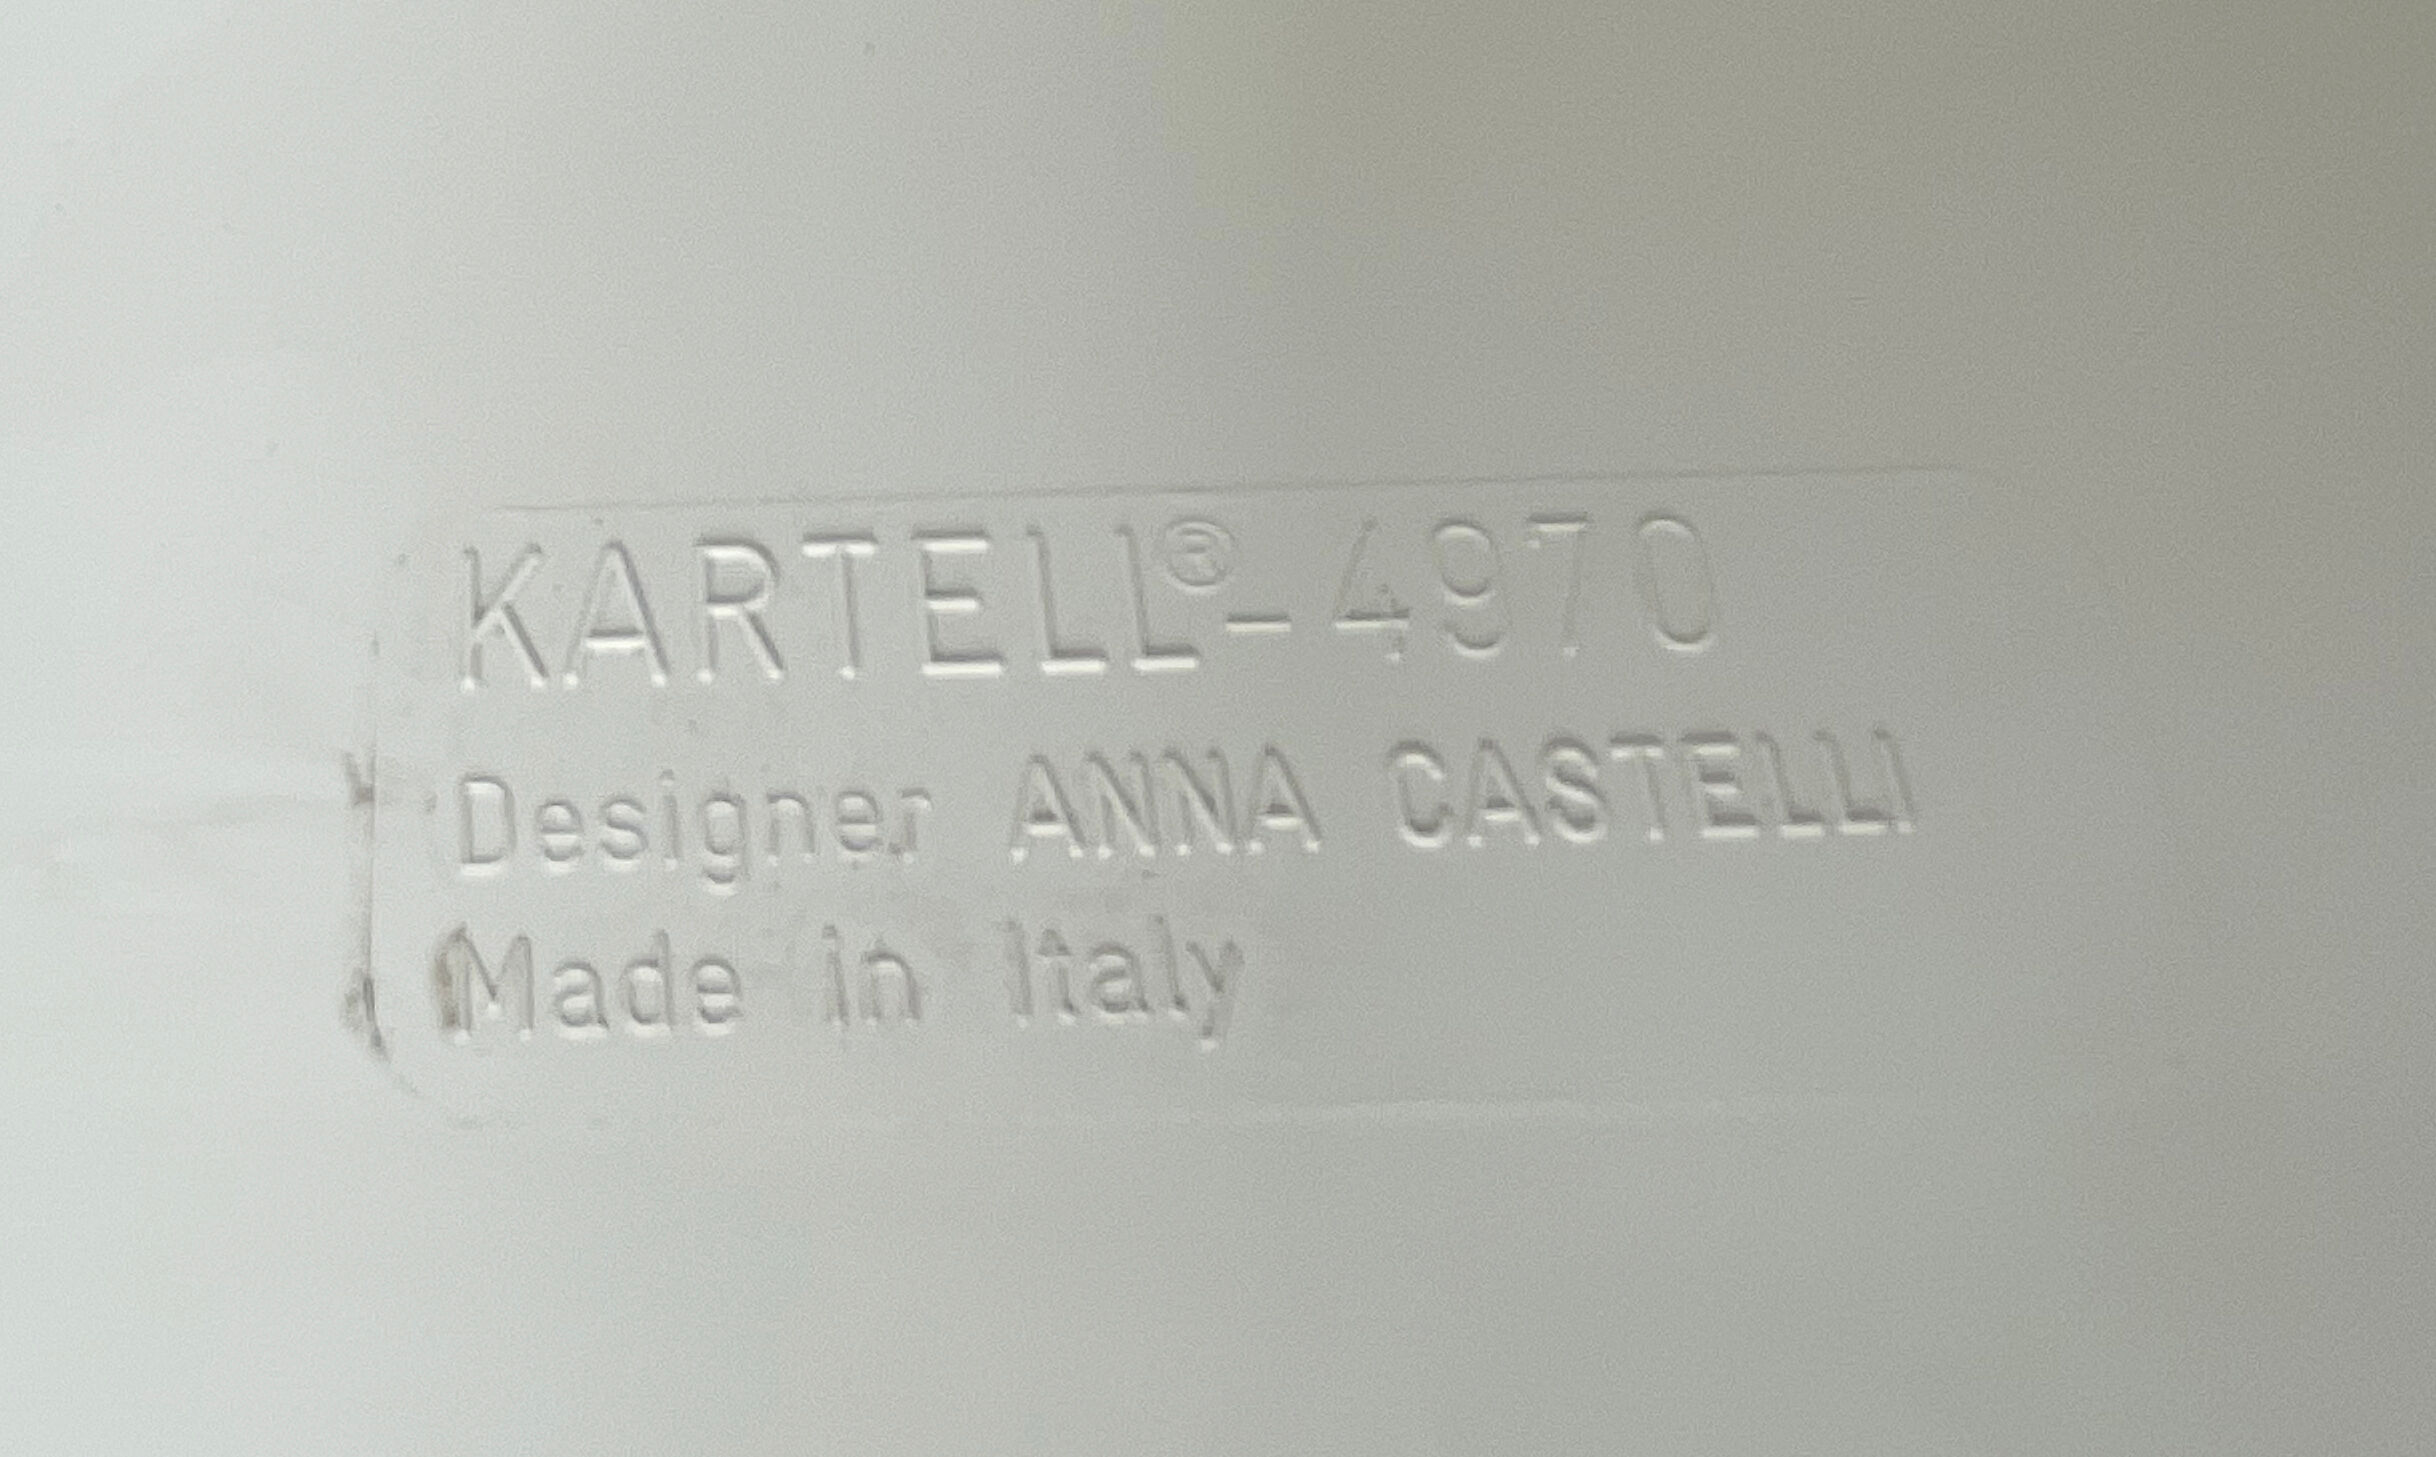 KARTELL®-4970
Designer ANNA CASTELLI
Made in Italy